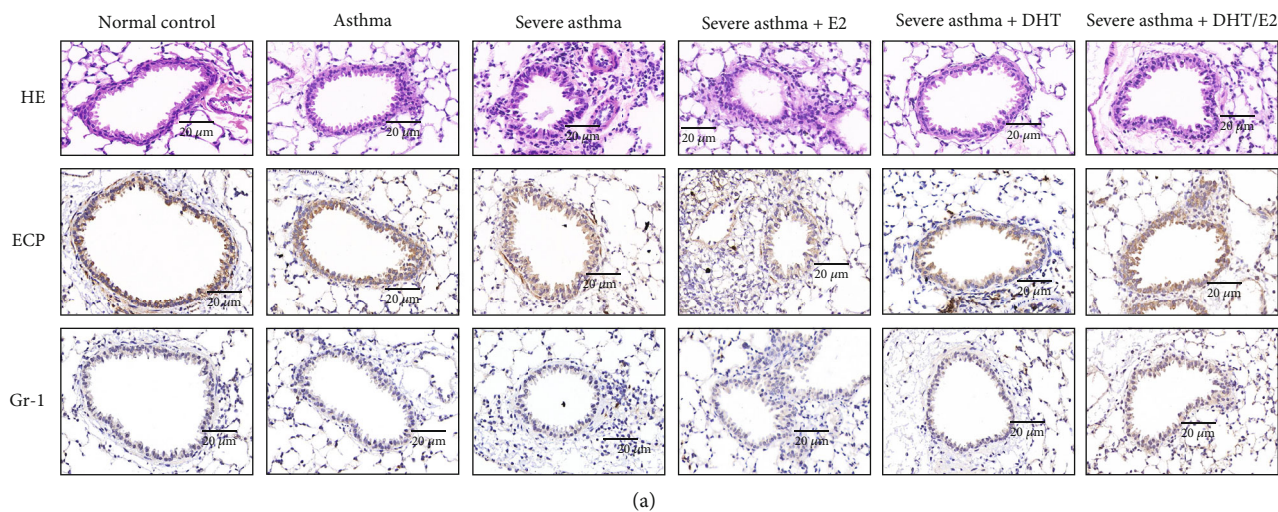 Normal control
Asthma
Severe asthma
Severe asthma + E2
Severe asthma + DHT
Severe asthma + DHT/E2
HE
20 μm
20 μm
20 μm
20 μm
20 μm
20 μm
ECP
20 μm
20 μm
20 μm
20 μm
20 μm
20 μm
Gr-1
20 μm
20 μm
20 μm
20 μm
20 μm
20 μm
(a)